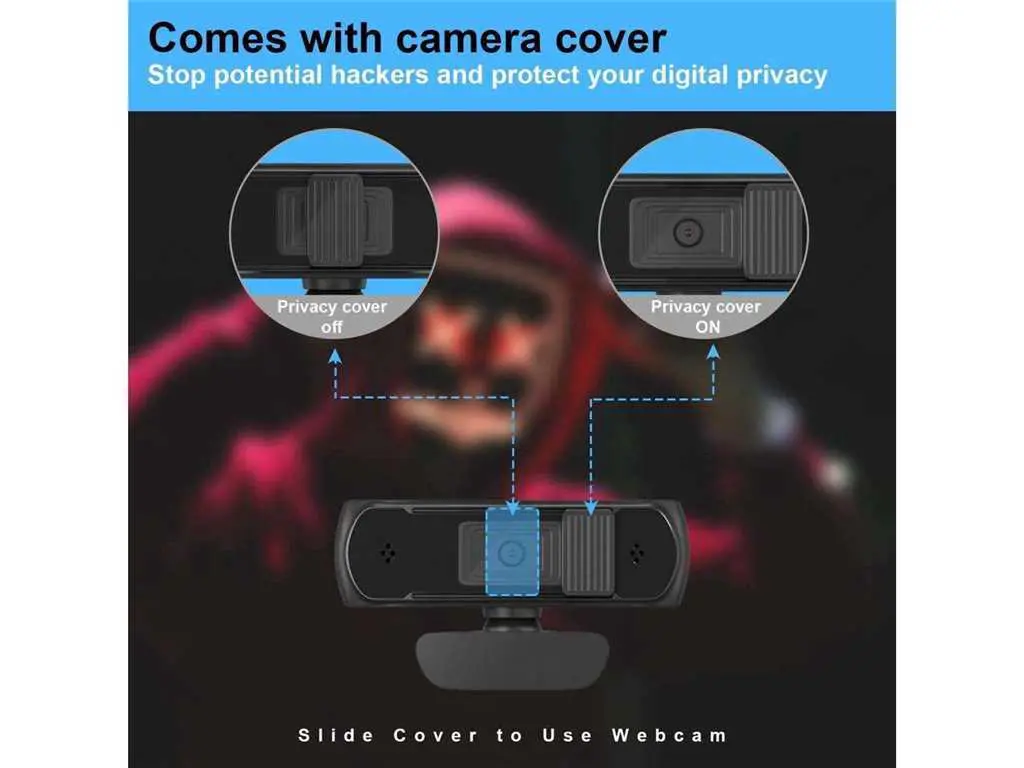 Comes with camera cover
Stop potential hackers and protect your digital privacy
Privacy cover
off
Privacy cover
ON
Slide Cover to Use Webcam